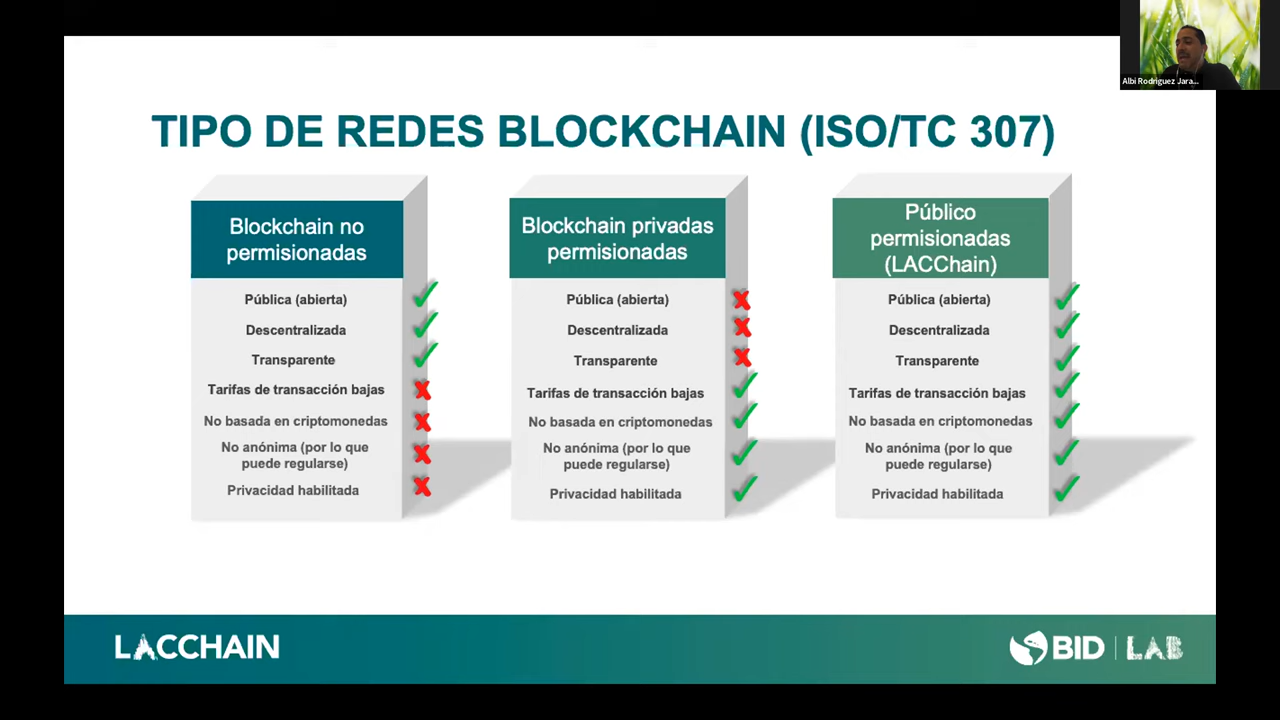 Albi Rodriguez Jara...
TIPO DE REDES BLOCKCHAIN (ISO/TC 307)
Blockchain no
permisionadas
Pública (abierta)
Descentralizada
Transparente
Tarifas de transacción bajas
No basada en criptomonedas
No anónima (por lo que
puede regularse)
Privacidad habilitada
Blockchain privadas
permisionadas
Pública (abierta)
Descentralizada
Transparente
Tarifas de transacción bajas
No basada en criptomonedas
No anónima (por lo que
puede regularse)
Privacidad habilitada
Público
permisionadas
(LACChain)
Pública (abierta)
Descentralizada
Transparente
Tarifas de transacción bajas
No basada en criptomonedas
No anónima (por lo que
puede regularse)
Privacidad habilitada
LACCHAIN
BID LAB